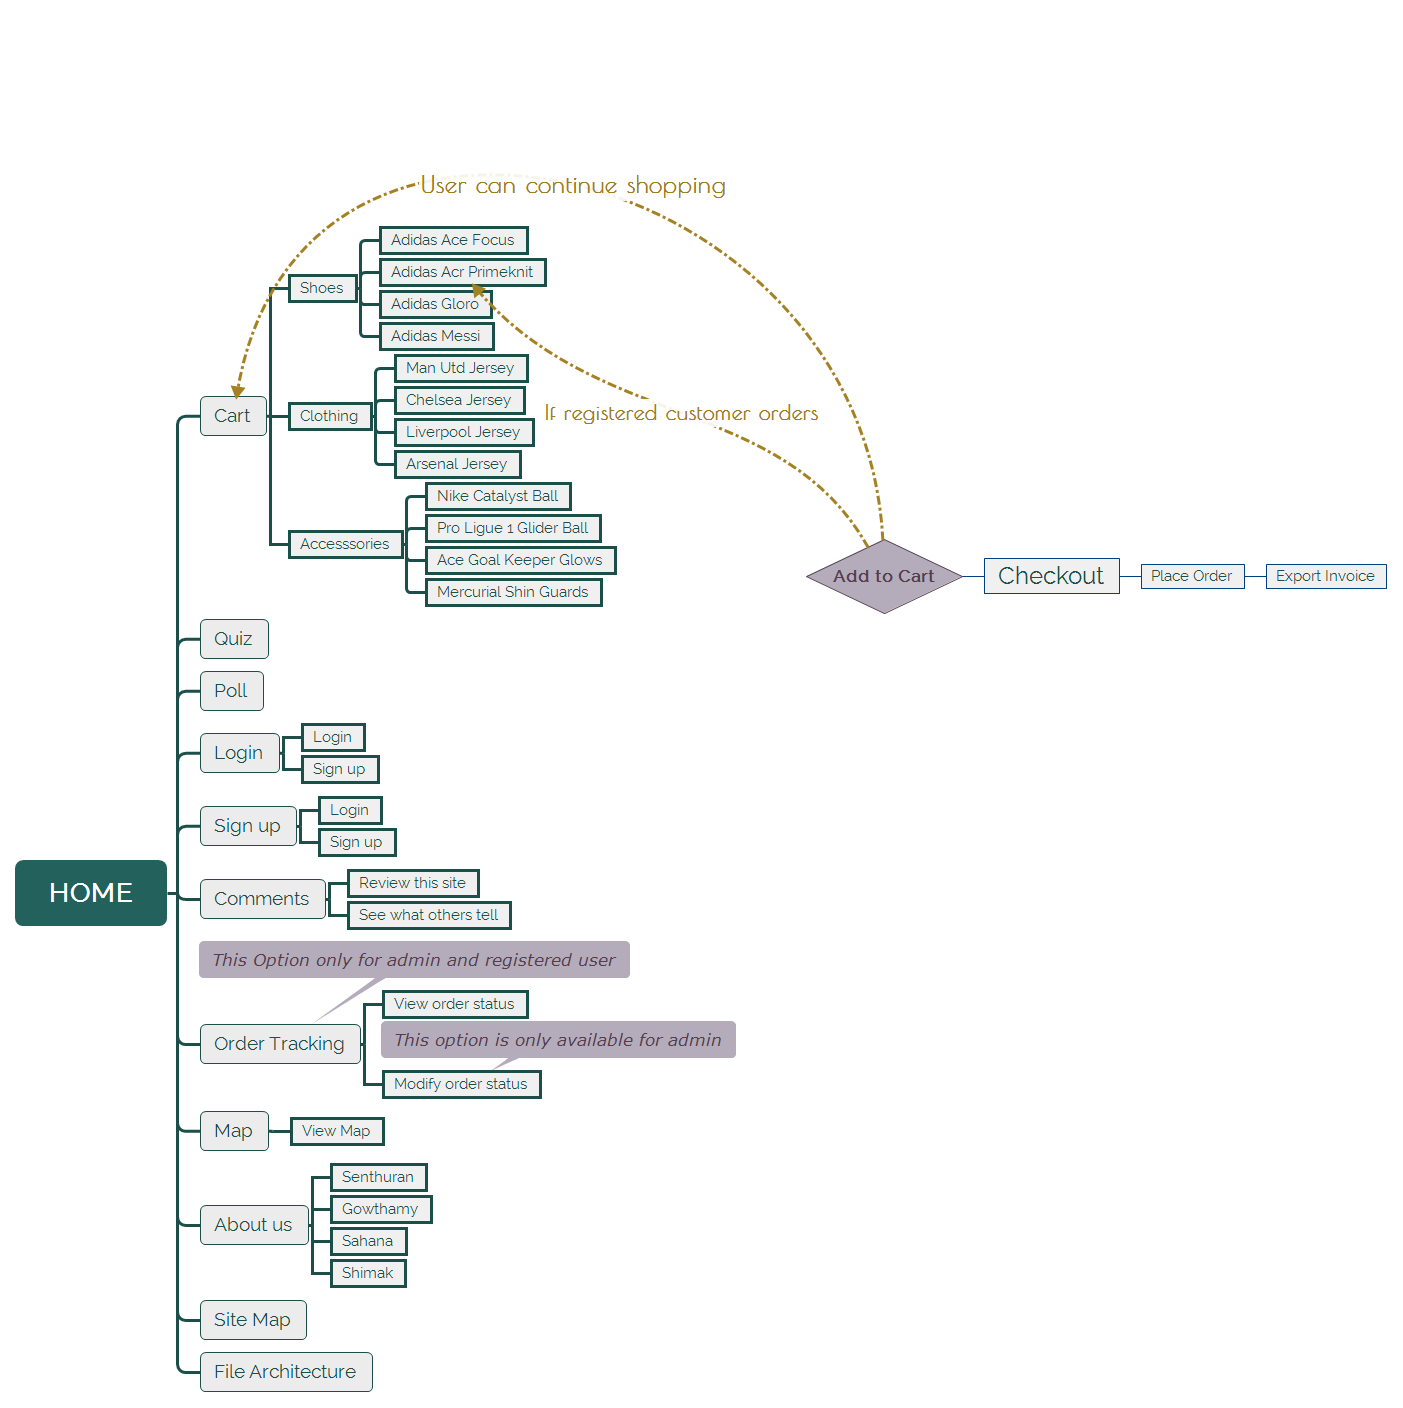 User can continue shopping
Adidas Ace Focus
Adidas Acr Primeknit
Shoes
Adidas Gloro
Adidas Messi
Man Utd Jersey
Chelsea Jersey
Cart
Clothing
If registered customer orders
Liverpool Jersey
Arsenal Jersey
Nike Catalyst Ball
Pro Ligue 1 Glider Ball
Accesssories
Ace Goal Keeper Glows
Mercurial Shin Guards
Add to Cart
Checkout
Place Order
Export Invoice
Quiz
Poll
Login
Login
Sign up
Sign up
Login
Sign up
HOME
Comments
Review this site
See what others tell
This Option only for admin and registered user
Order Tracking
View order status
This option is only available for admin
Modify order status
Map
View Map
About us
Senthuran
Gowthamy
Sahana
Shimak
Site Map
File Architecture